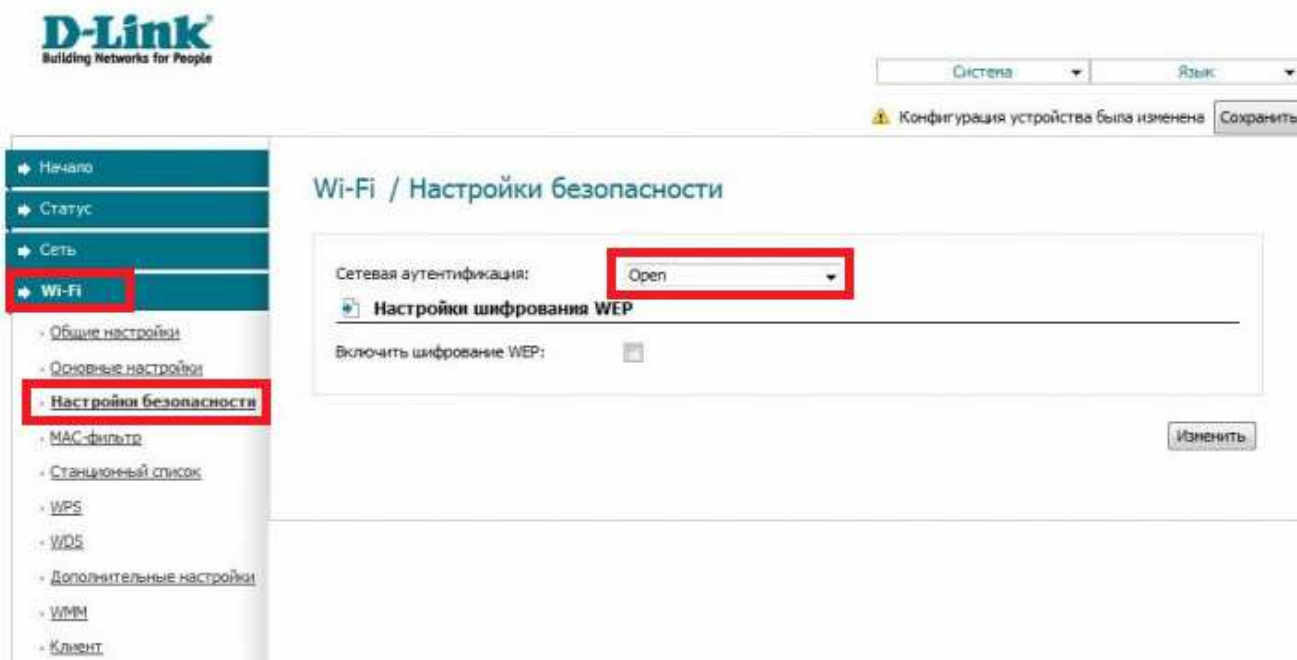 D-Link
Building Networks for People
Система
Язык
Конфигурация устройства была изменена
Сохранить
Начало
Статус
Сеть
Wi-Fi
Общие настройки
Основные настройки
Настройки безопасности
MAC-фильтр
Станционный список
WPS
WDS
Дополнительные настройки
WMM
Клиент
Wi-Fi / Настройки безопасности
Сетевая аутентификация:
Open
Настройки шифрования WEP
Включить шифрование WEP:
Изменить